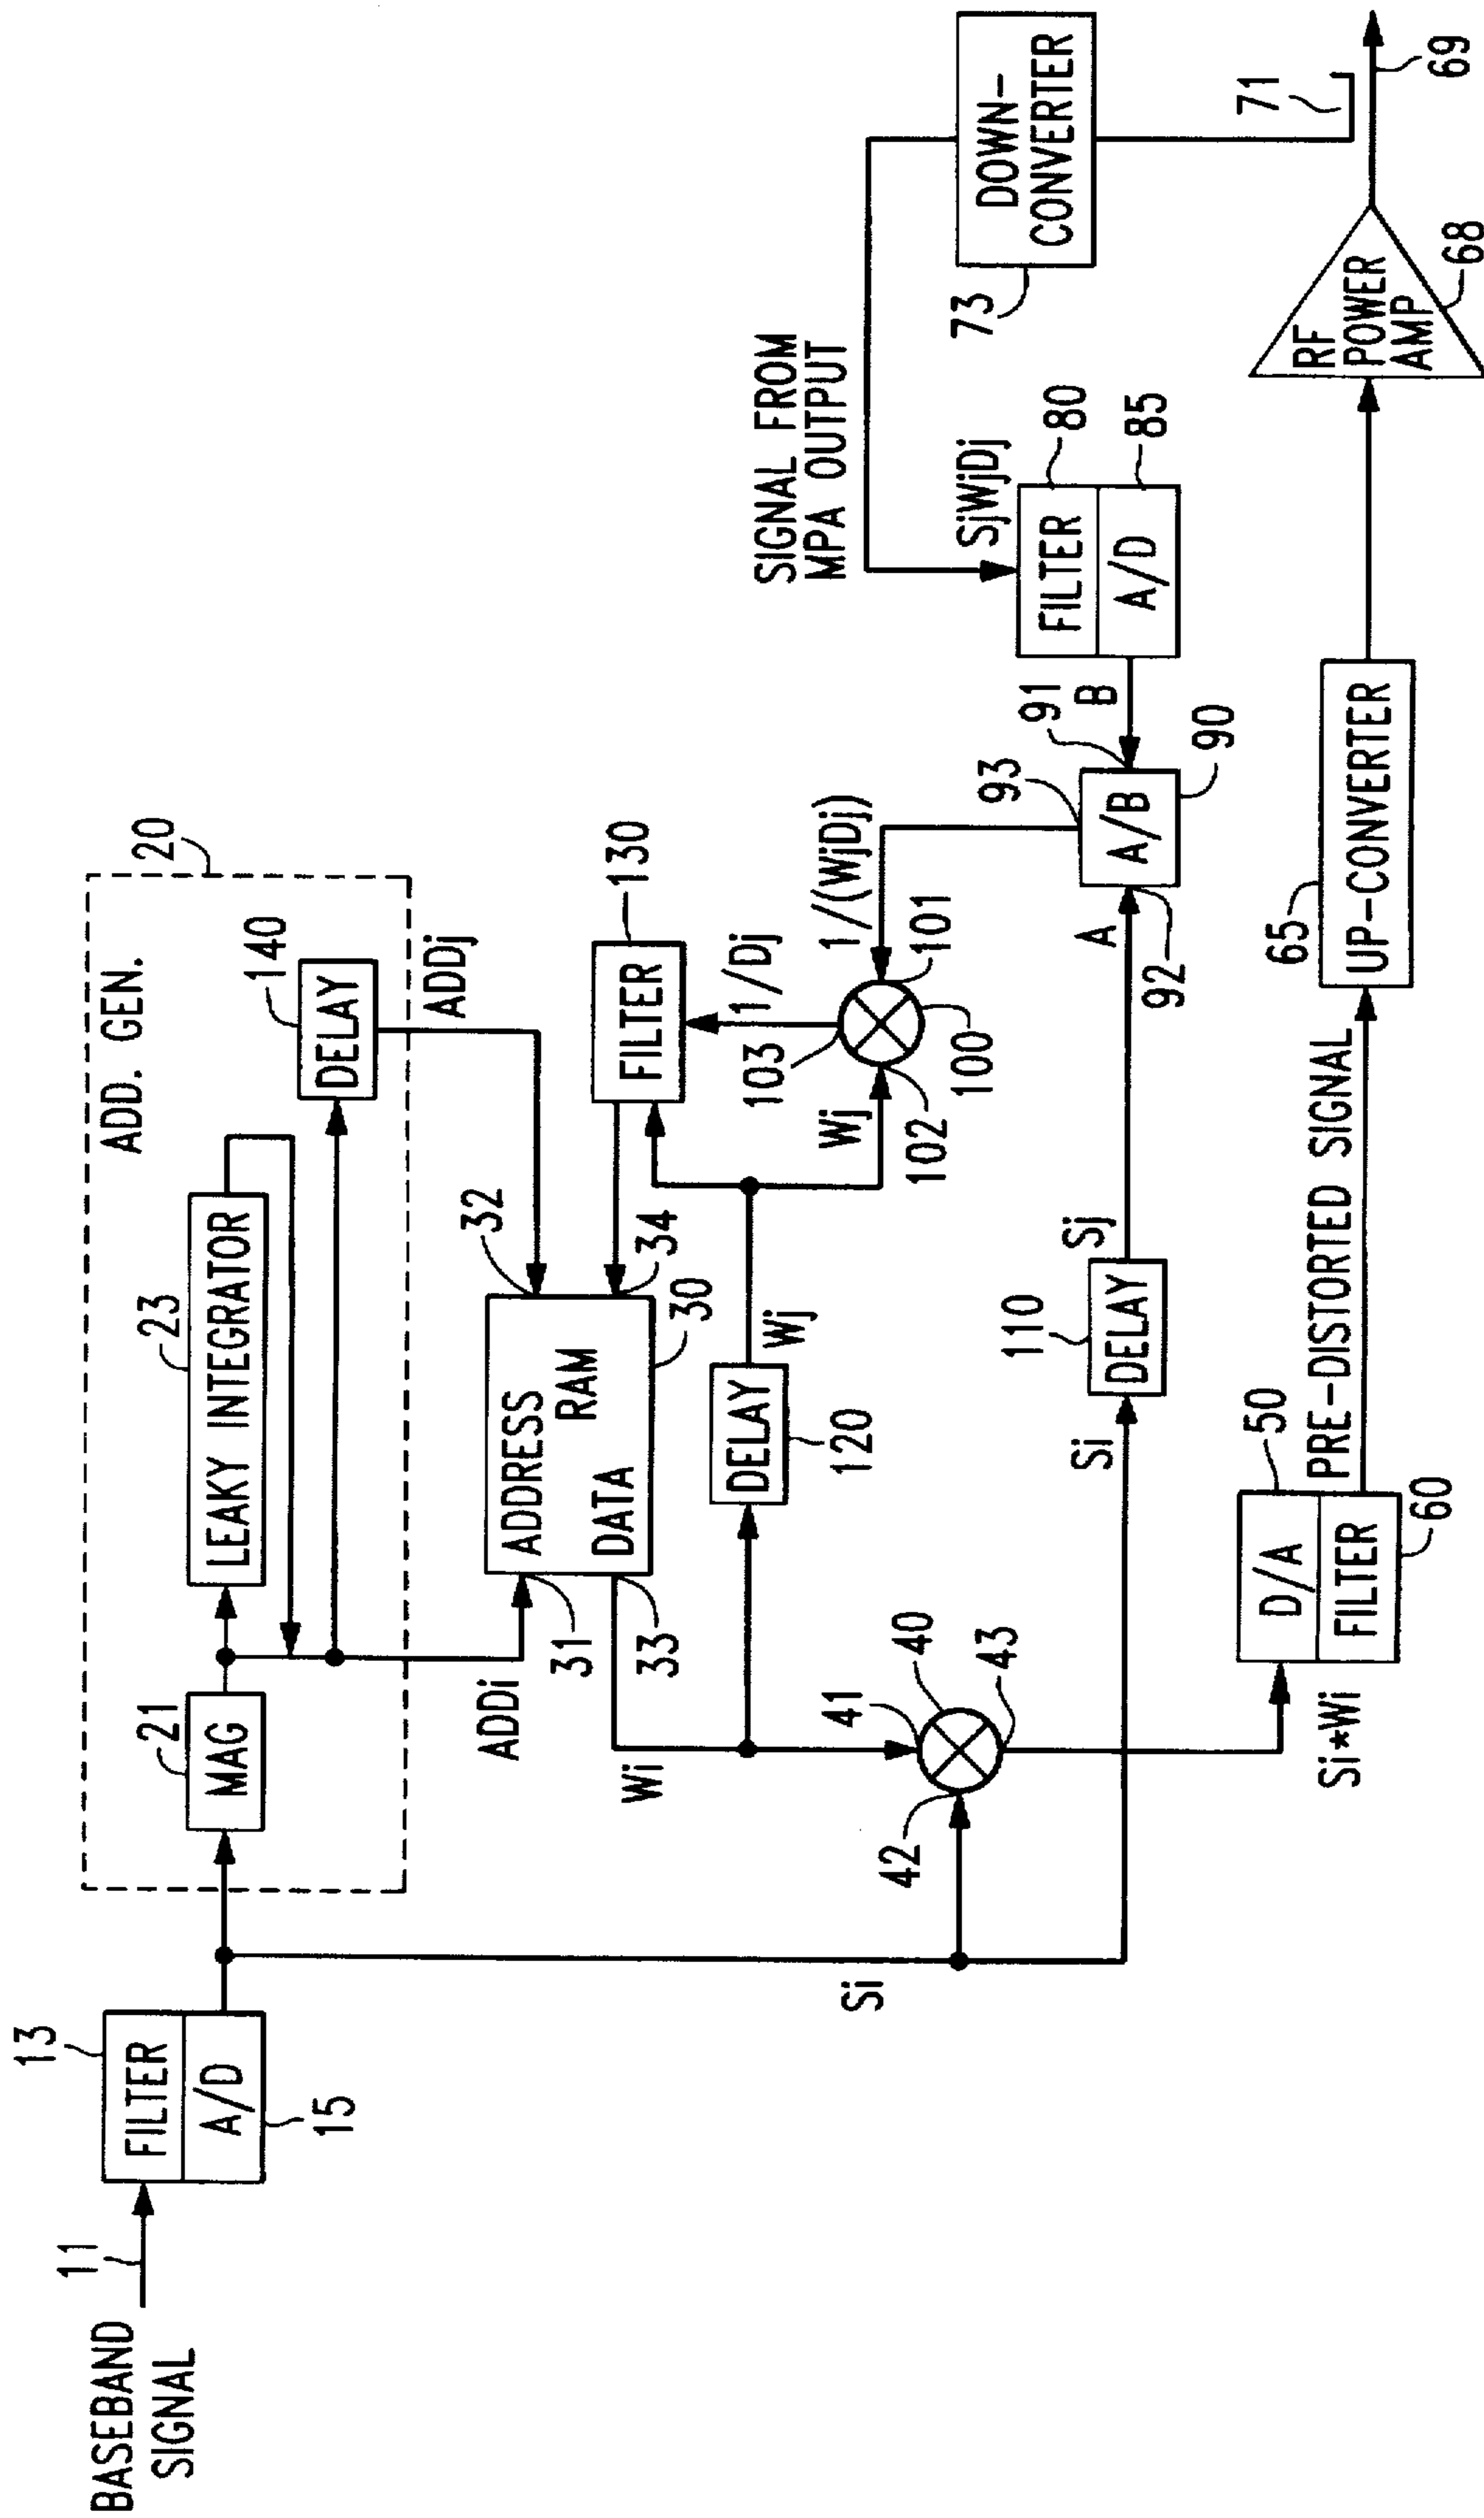 BASEBAND
SIGNAL
11
13
FILTER
A/D
15
21
MAG
23
LEAKY INTEGRATOR
ADD. GEN.
20
140
DELAY
ADDj
ADDi
31
32
ADDRESS
RAM
DATA
33
34
30
Wi
DELAY
120
Wj
FILTER
130
1/Dj
103
Wj
102
100
101
1/(WjDj)
SIGNAL FROM
MPA OUTPUT
DOWN-
CONVERTER
73
SjWjDj
FILTER
80
A/D
85
91
B
93
A/B
90
A
92
Si
41
40
42
43
Si
110
DELAY
Sj
Si*Wi
D/A
50
FILTER
60
PRE-DISTORTED SIGNAL
65
UP-CONVERTER
RF
POWER
AMP
68
71
69